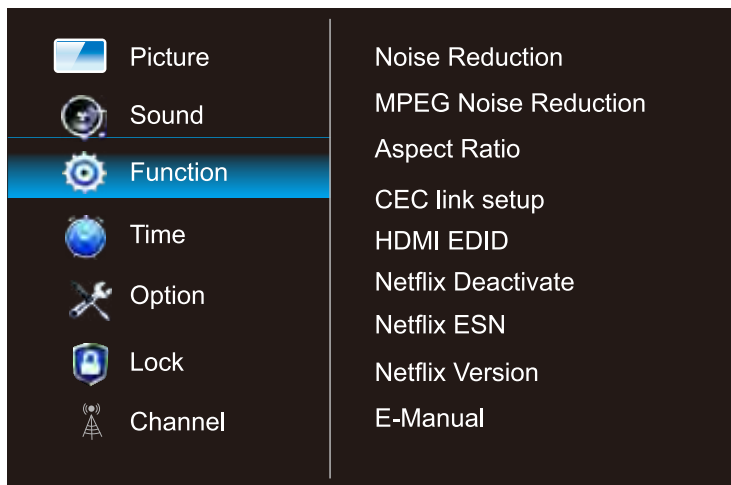 Picture
Sound
Function
Time
Option
Lock
Channel
Noise Reduction
MPEG Noise Reduction
Aspect Ratio
CEC link setup
HDMI EDID
Netflix Deactivate
Netflix ESN
Netflix Version
E-Manual